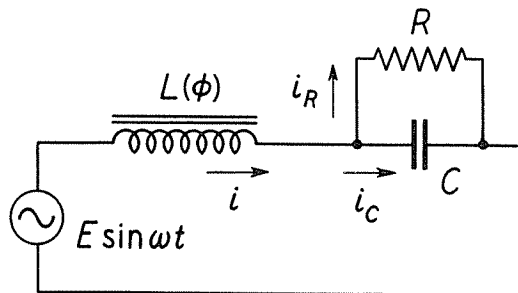 R
L(ϕ)
i_R
i
i_C
C
E sin ωt